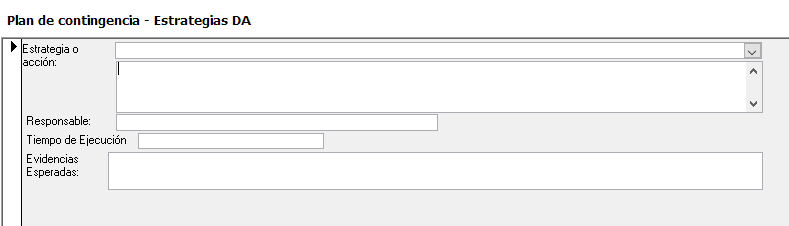 Plan de contingencia - Estrategias DA
Estrategia o
acción:
Responsable:
Tiempo de Ejecución
Evidencias
Esperadas: